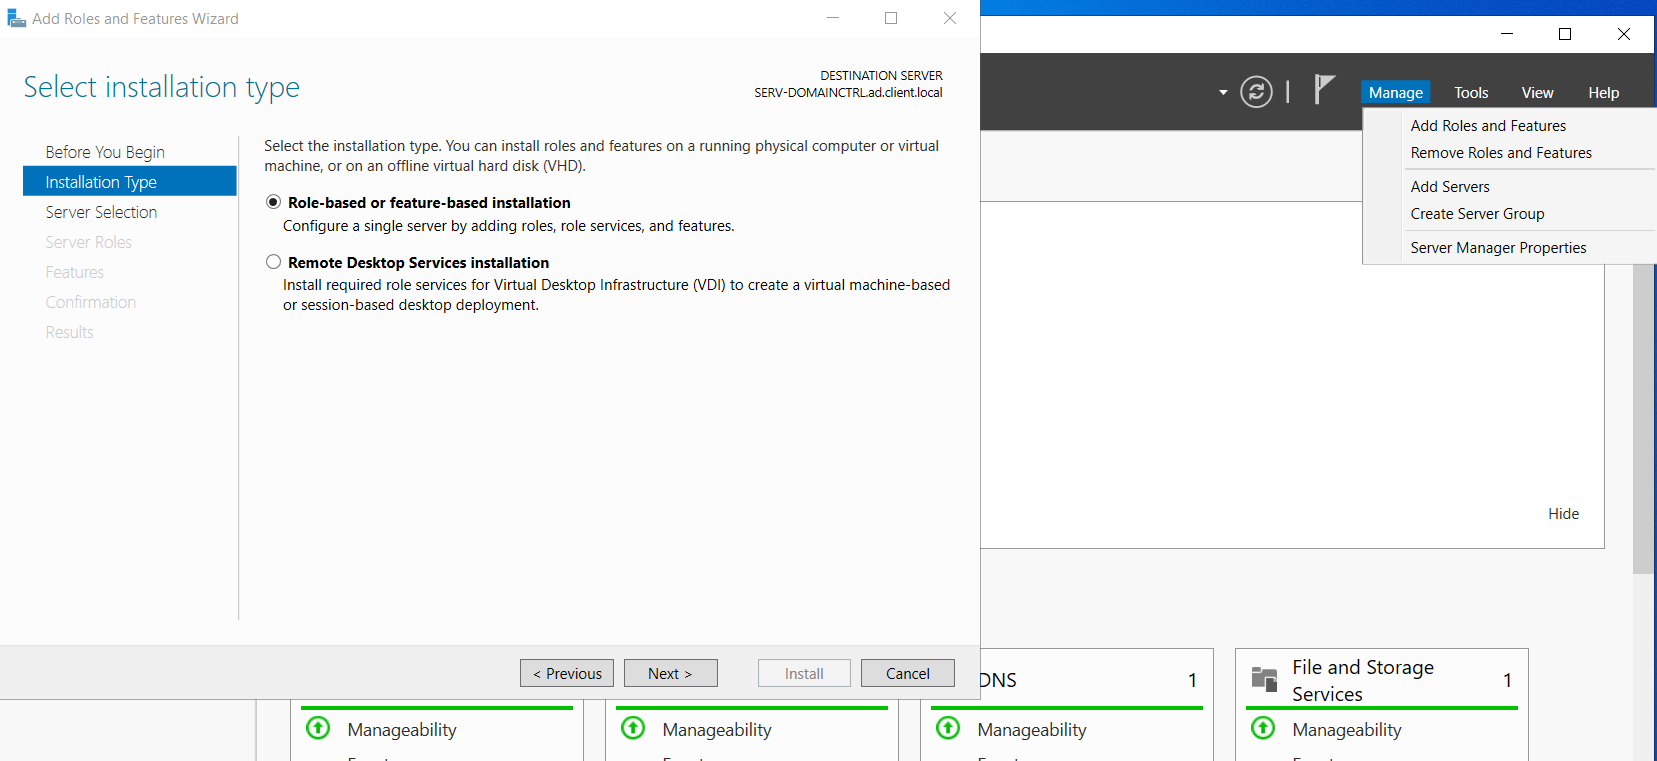 Add Roles and Features Wizard
Select installation type
DESTINATION SERVER
SERV-DOMAINCTRL.ad.client.local
Before You Begin
Installation Type
Server Selection
Server Roles
Features
Confirmation
Results
Select the installation type. You can install roles and features on a running physical computer or virtual
machine, or on an offline virtual hard disk (VHD).
Role-based or feature-based installation
Configure a single server by adding roles, role services, and features.
Remote Desktop Services installation
Install required role services for Virtual Desktop Infrastructure (VDI) to create a virtual machine-based
or session-based desktop deployment.
< Previous
Next >
Install
Cancel
Manage
Tools
View
Help
Add Roles and Features
Remove Roles and Features
Add Servers
Create Server Group
Server Manager Properties
Hide
DNS
1
File and Storage
Services
1
Manageability
Manageability
Manageability
Manageability